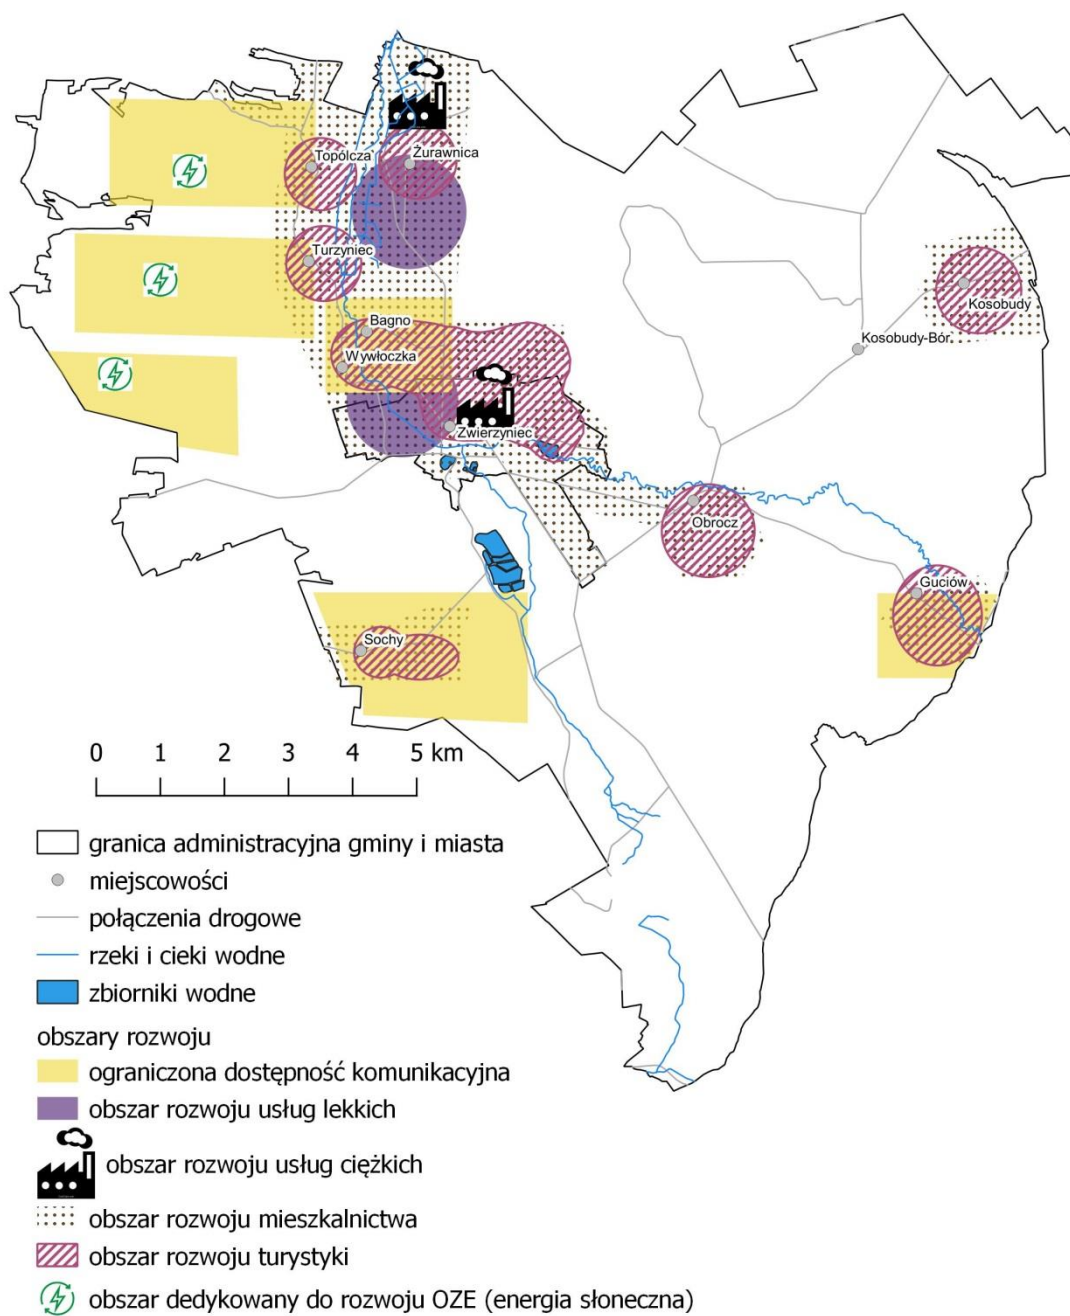 Topólcza
Żurawnica
Turzyniec
Kosobudy
Bagno
Kosobudy-Bór
Wywłoczka
Zwierzyniec
Obrocz
Guciów
Sochy
0 1 2 3 4 5 km
granica administracyjna gminy i miasta
miejscowości
połączenia drogowe
rzeki i cieki wodne
zbiorniki wodne
obszary rozwoju
ograniczona dostępność komunikacyjna
obszar rozwoju usług lekkich
obszar rozwoju usług ciężkich
obszar rozwoju mieszkalnictwa
obszar rozwoju turystyki
obszar dedykowany do rozwoju OZE (energia słoneczna)